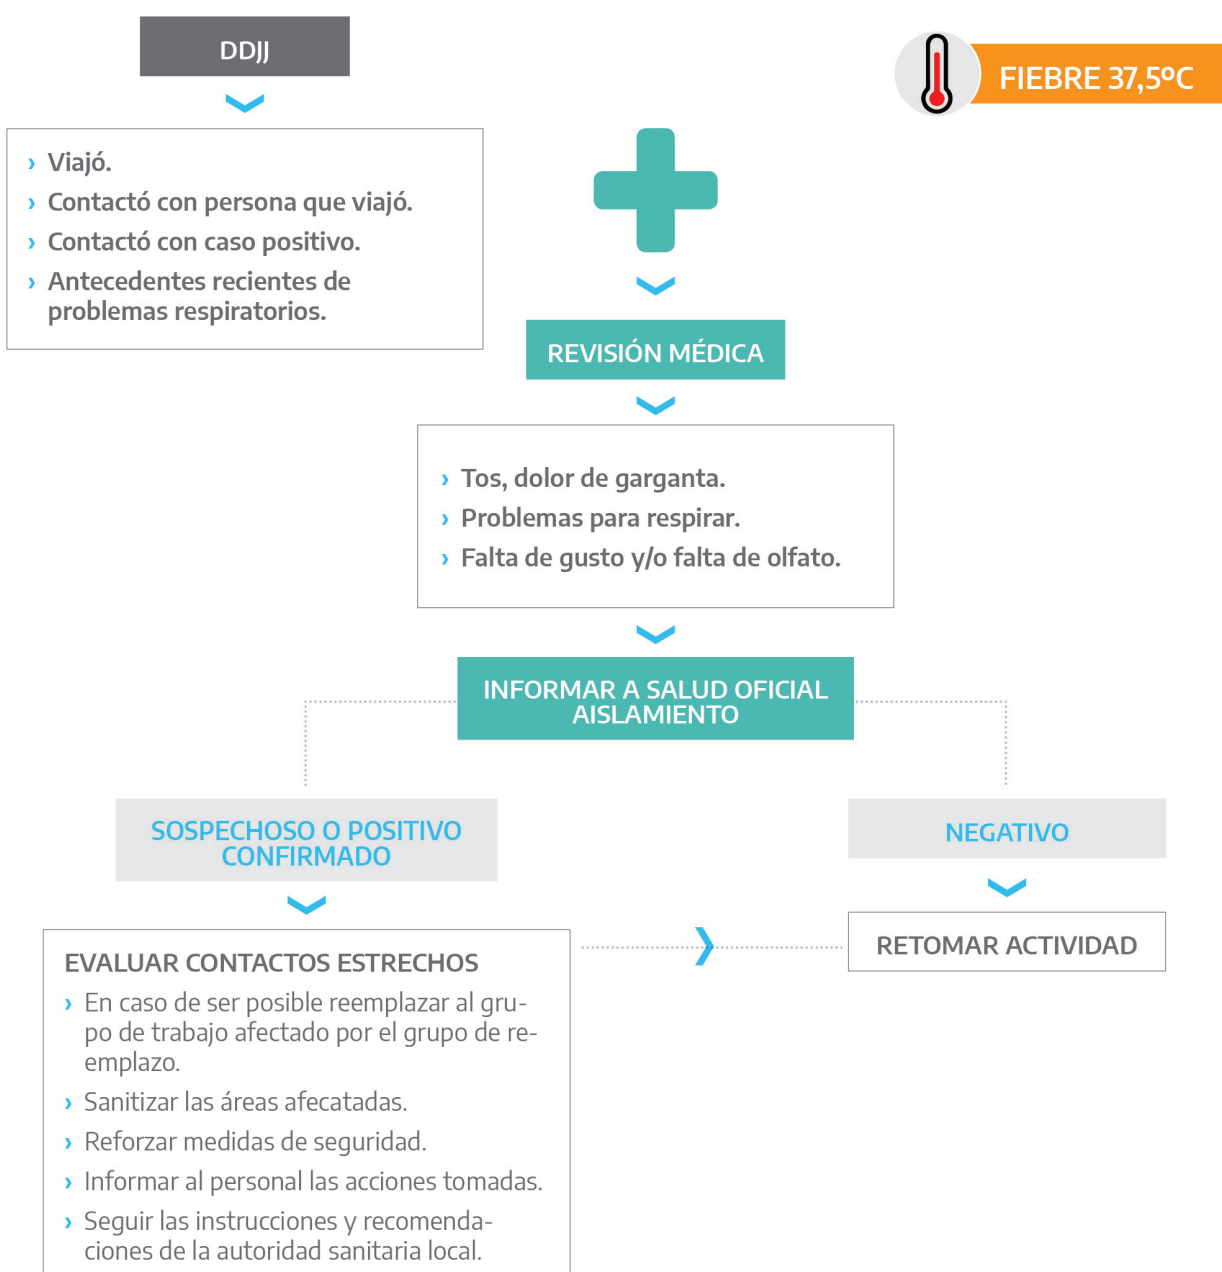 DDJJ
FIEBRE 37,5ºC
› Viajó.
› Contactó con persona que viajó.
› Contactó con caso positivo.
› Antecedentes recientes de
problemas respiratorios.
REVISIÓN MÉDICA
› Tos, dolor de garganta.
› Problemas para respirar.
› Falta de gusto y/o falta de olfato.
INFORMAR A SALUD OFICIAL
AISLAMIENTO
SOSPECHOSO O POSITIVO
CONFIRMADO
NEGATIVO
RETOMAR ACTIVIDAD
EVALUAR CONTACTOS ESTRECHOS
› En caso de ser posible reemplazar al gru-
po de trabajo afectado por el grupo de re-
emplazo.
› Sanitizar las áreas afecatadas.
› Reforzar medidas de seguridad.
› Informar al personal las acciones tomadas.
› Seguir las instrucciones y recomenda-
ciones de la autoridad sanitaria local.